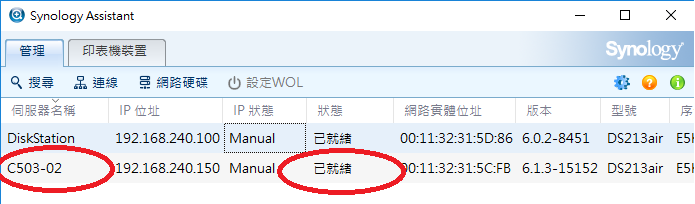 Synology Assistant
管理 印表機裝置 Synology
搜尋 連線 網路硬碟 設定WOL
伺服器名稱 IP 位址 IP 狀態 狀態 網路實體位址 版本 型號 序
DiskStation 192.168.240.100 Manual 已就緒 00:11:32:31:5D:86 6.0.2-8451 DS213air E5K
C503-02 192.168.240.150 Manual 已就緒 00:11:32:31:5C:FB 6.1.3-15152 DS213air E5K